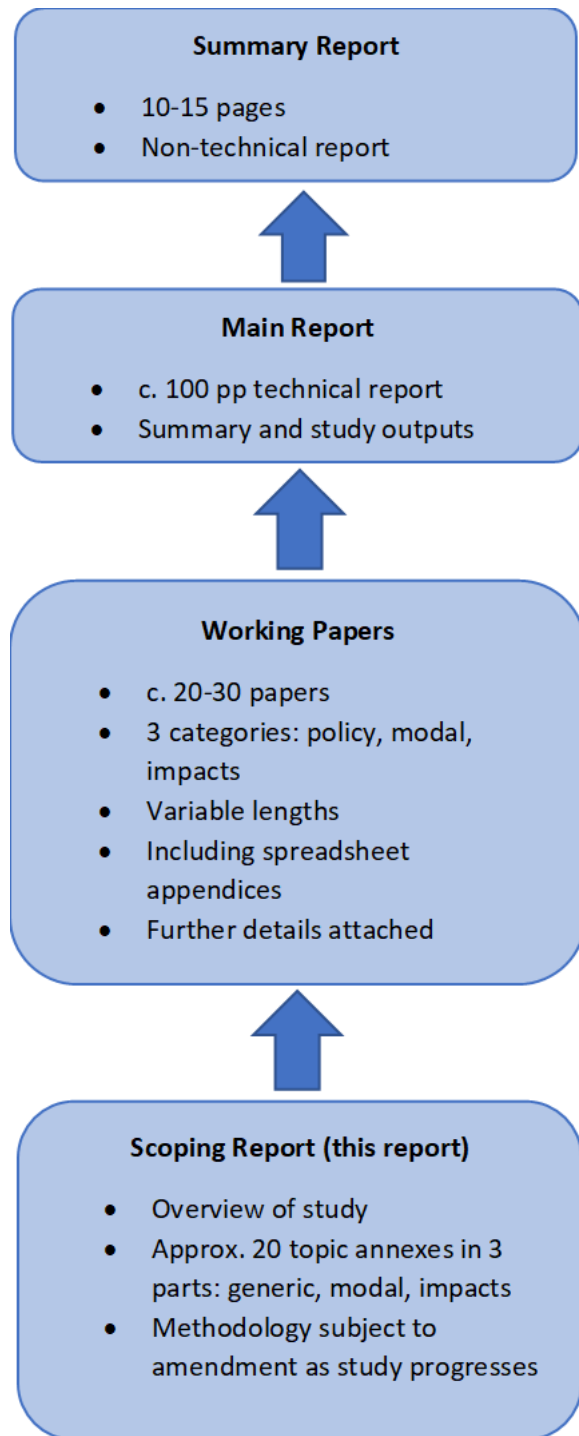 Summary Report
• 10-15 pages
• Non-technical report
Main Report
• c. 100 pp technical report
• Summary and study outputs
Working Papers
• c. 20-30 papers
• 3 categories: policy, modal,
impacts
• Variable lengths
• Including spreadsheet
appendices
• Further details attached
Scoping Report (this report)
• Overview of study
• Approx. 20 topic annexes in 3
parts: generic, modal, impacts
• Methodology subject to
amendment as study progresses